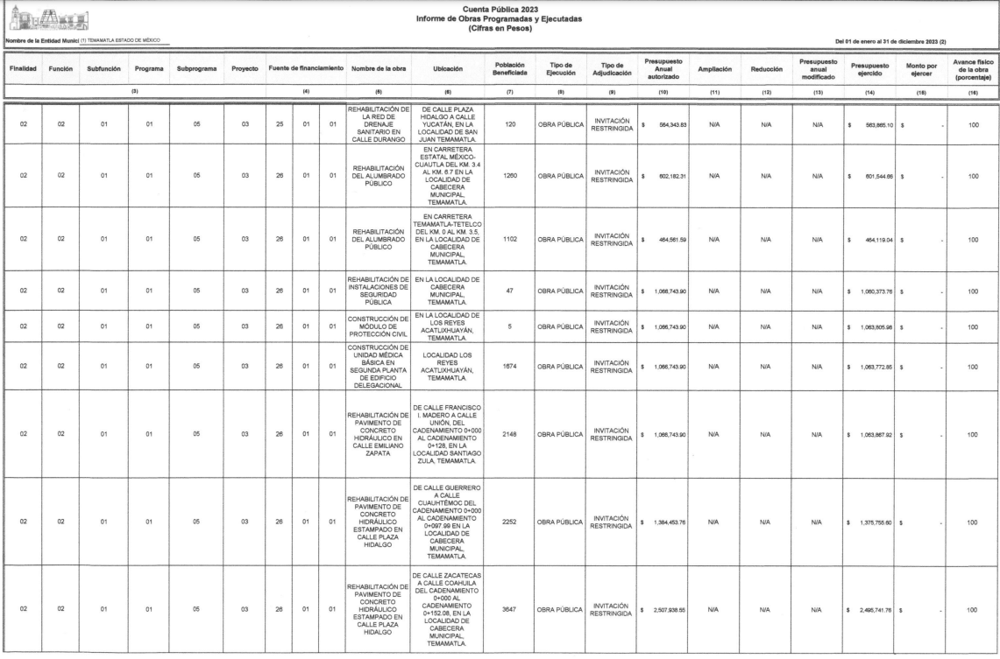 Cuenta Pública 2023
Informe de Obras Programadas y Ejecutadas
(Cifras en Pesos)
Nombre de la Entidad Munici (1) TEMAMATLA ESTADO DE MÉXICO
Del 01 de enero al 31 de diciembre 2023 (2)
Finalidad Función Subfunción Programa Subprograma Proyecto Fuente de financiamiento Nombre de la obra Ubicación Población Beneficiada Tipo de Ejecución Tipo de Adjudicación Presupuesto Anual autorizado Ampliación Reducción Presupuesto anual modificado Presupuesto ejercido Monto por ejercer Avance físico de la obra (porcentaje)
(3) (4) (5) (6) (7) (8) (9) (10) (11) (12) (13) (14) (15) (16)
02 02 01 01 05 03 25 01 01 REHABILITACIÓN DE LA RED DE DRENAJE SANITARIO EN CALLE DURANGO DE CALLE PLAZA HIDALGO A CALLE YUCATÁN, EN LA LOCALIDAD DE SAN JUAN TEMAMATLA. 120 OBRA PÚBLICA INVITACIÓN RESTRINGIDA $ 564,343.83 N/A N/A N/A $ 563,865.10 $ - 100
02 02 01 01 05 03 26 01 01 REHABILITACIÓN DEL ALUMBRADO PÚBLICO EN CARRETERA ESTATAL MÉXICO-CUAUTLA DEL KM. 3.4 AL KM. 6.7 EN LA LOCALIDAD DE CABECERA MUNICIPAL, TEMAMATLA. 1260 OBRA PÚBLICA INVITACIÓN RESTRINGIDA $ 602,182.31 N/A N/A N/A $ 601,544.66 $ - 100
02 02 01 01 05 03 26 01 01 REHABILITACIÓN DEL ALUMBRADO PÚBLICO EN CARRETERA TEMAMATLA-TETELCO DEL KM. 0 AL KM. 3.5, EN LA LOCALIDAD DE CABECERA MUNICIPAL, TEMAMATLA. 1102 OBRA PÚBLICA INVITACIÓN RESTRINGIDA $ 464,561.59 N/A N/A N/A $ 464,119.04 $ - 100
02 02 01 01 05 03 26 01 01 REHABILITACIÓN DE INSTALACIONES DE SEGURIDAD PÚBLICA EN LA LOCALIDAD DE CABECERA MUNICIPAL, TEMAMATLA. 47 OBRA PÚBLICA INVITACIÓN RESTRINGIDA $ 1,066,743.90 N/A N/A N/A $ 1,060,373.76 $ - 100
02 02 01 01 05 03 26 01 01 CONSTRUCCIÓN DE MÓDULO DE PROTECCIÓN CIVIL EN LA LOCALIDAD DE LOS REYES ACATLIXHUAYÁN, TEMAMATLA. 5 OBRA PÚBLICA INVITACIÓN RESTRINGIDA $ 1,066,743.90 N/A N/A N/A $ 1,063,805.96 $ - 100
02 02 01 01 05 03 26 01 01 CONSTRUCCIÓN DE UNIDAD MÉDICA BÁSICA EN SEGUNDA PLANTA DE EDIFICIO DELEGACIONAL LOCALIDAD LOS REYES ACATLIXHUAYÁN, TEMAMATLA. 1674 OBRA PÚBLICA INVITACIÓN RESTRINGIDA $ 1,066,743.90 N/A N/A N/A $ 1,063,772.85 $ - 100
02 02 01 01 05 03 26 01 01 REHABILITACIÓN DE PAVIMENTO DE CONCRETO HIDRÁULICO EN CALLE EMILIANO ZAPATA DE CALLE FRANCISCO I. MADERO A CALLE UNIÓN, DEL CADENAMIENTO 0+000 AL CADENAMIENTO 0+128, EN LA LOCALIDAD SANTIAGO ZULA, TEMAMATLA. 2148 OBRA PÚBLICA INVITACIÓN RESTRINGIDA $ 1,066,743.90 N/A N/A N/A $ 1,063,867.92 $ - 100
02 02 01 01 05 03 26 01 01 REHABILITACIÓN DE PAVIMENTO DE CONCRETO HIDRÁULICO ESTAMPADO EN CALLE PLAZA HIDALGO DE CALLE GUERRERO A CALLE CUAUHTÉMOC DEL CADENAMIENTO 0+000 AL CADENAMIENTO 0+097.99 EN LA LOCALIDAD DE CABECERA MUNICIPAL, TEMAMATLA. 2252 OBRA PÚBLICA INVITACIÓN RESTRINGIDA $ 1,384,453.76 N/A N/A N/A $ 1,375,755.60 $ - 100
02 02 01 01 05 03 26 01 01 REHABILITACIÓN DE PAVIMENTO DE CONCRETO HIDRÁULICO ESTAMPADO EN CALLE PLAZA HIDALGO DE CALLE ZACATECAS A CALLE COAHUILA DEL CADENAMIENTO 0+000 AL CADENAMIENTO 0+152.08, EN LA LOCALIDAD DE CABECERA MUNICIPAL, TEMAMATLA. 3647 OBRA PÚBLICA INVITACIÓN RESTRINGIDA $ 2,507,938.55 N/A N/A N/A $ 2,495,741.76 $ - 100